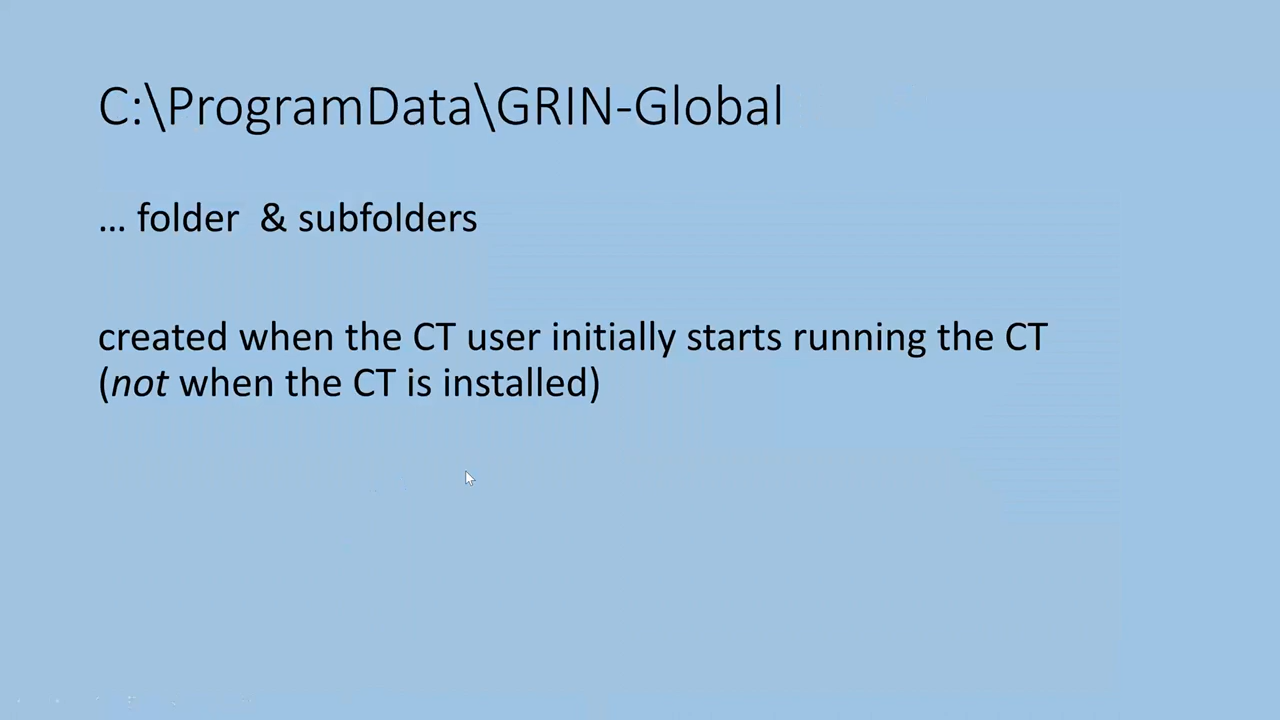 C:\ProgramData\GRIN-Global
… folder  & subfolders
created when the CT user initially starts running the CT
(not when the CT is installed)